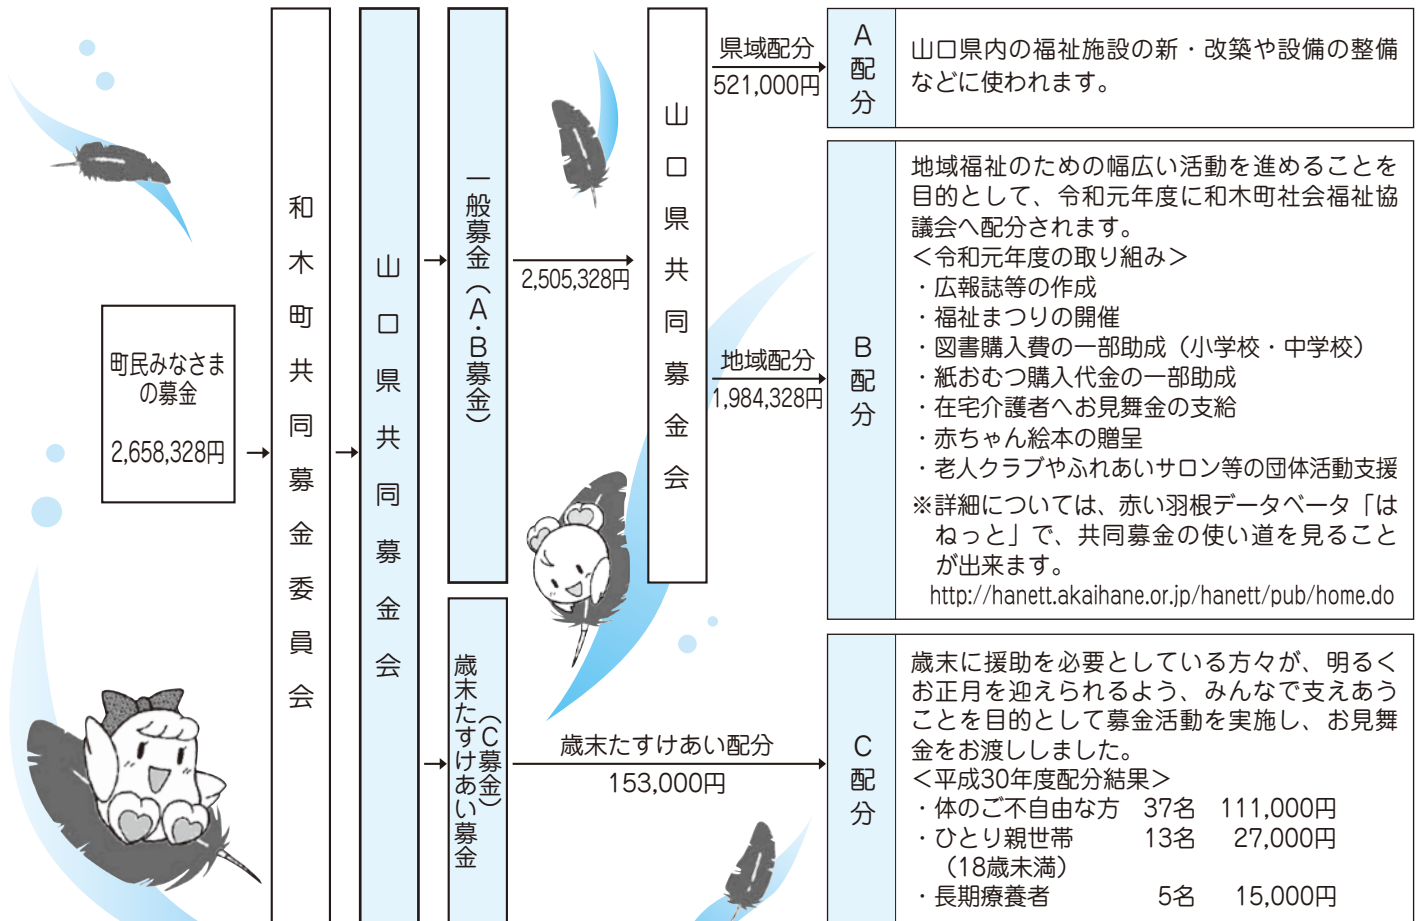 町民みなさま
の募金
2,658,328円
和木町共同募金委員会
山口県共同募金会
一般募金（A・B募金）
2,505,328円
山口県共同募金会
県域配分
521,000円
A配分
山口県内の福祉施設の新・改築や設備の整備
などに使われます。
地域配分
1,984,328円
B配分
地域福祉のための幅広い活動を進めることを
目的として、令和元年度に和木町社会福祉協
議会へ配分されます。
＜令和元年度の取り組み＞
・広報誌等の作成
・福祉まつりの開催
・図書購入費の一部助成（小学校・中学校）
・紙おむつ購入代金の一部助成
・在宅介護者へお見舞金の支給
・赤ちゃん絵本の贈呈
・老人クラブやふれあいサロン等の団体活動支援
※詳細については、赤い羽根データベータ「は
ねっと」で、共同募金の使い道を見ること
が出来ます。
http://hanett.akaihane.or.jp/hanett/pub/home.do
歳末たすけあい募金
（C募金）
歳末たすけあい配分
153,000円
C配分
歳末に援助を必要としている方々が、明るく
お正月を迎えられるよう、みんなで支えあう
ことを目的として募金活動を実施し、お見舞
金をお渡ししました。
＜平成30年度配分結果＞
・体のご不自由な方 37名 111,000円
・ひとり親世帯 13名 27,000円
（18歳未満）
・長期療養者 5名 15,000円